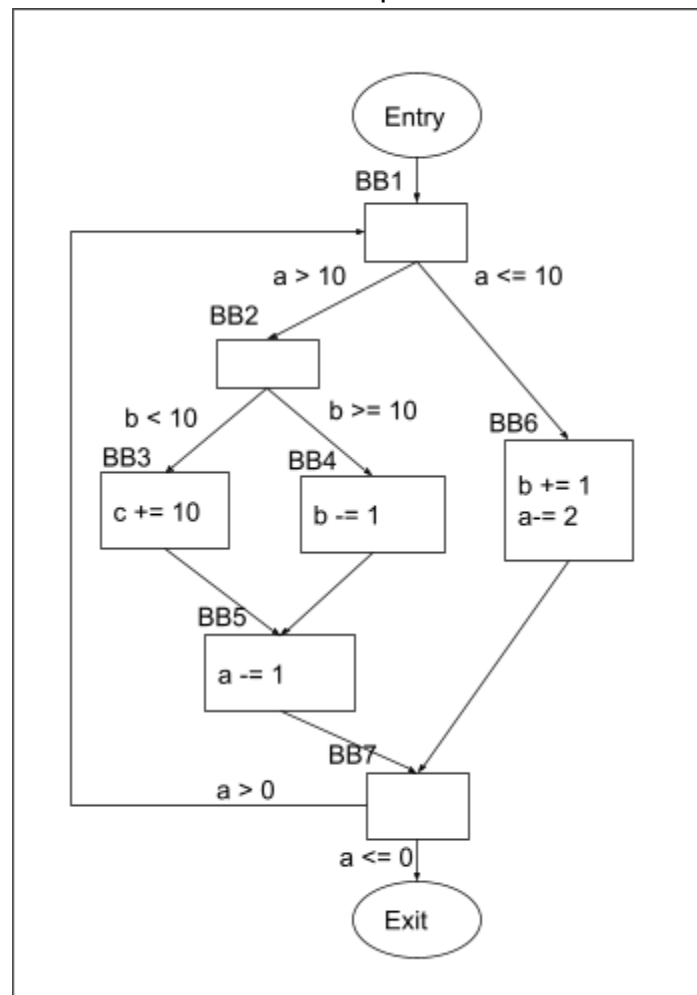 Entry
BB1
a > 10
a <= 10
BB2
b < 10
b >= 10
BB6
BB3
BB4
c += 10
b -= 1
b += 1
a-= 2
BB5
a -= 1
BB7
a > 0
a <= 0
Exit